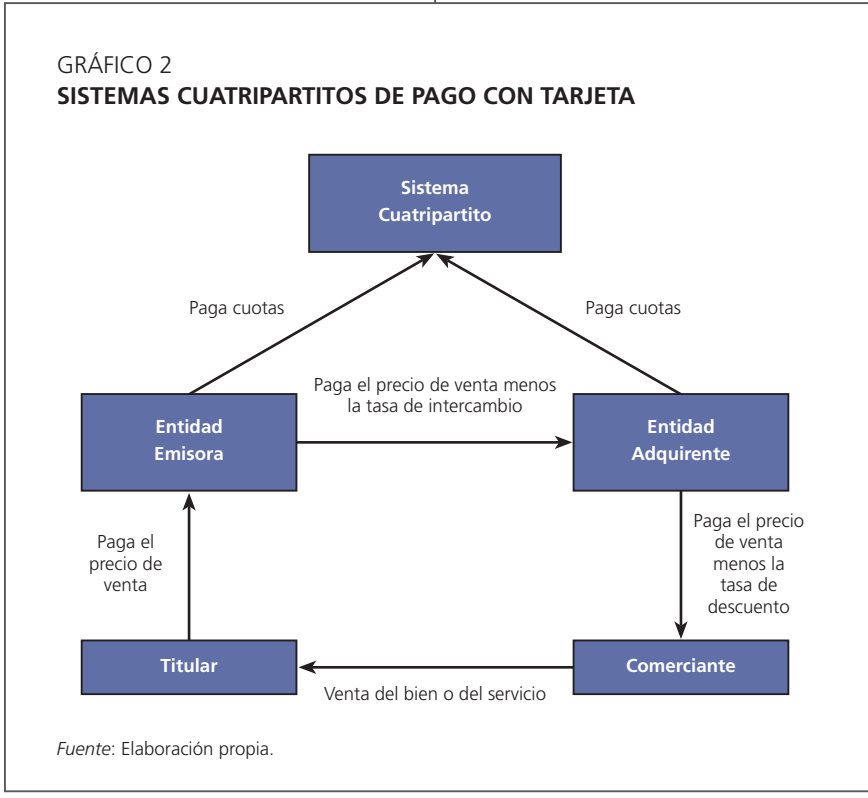 GRÁFICO 2
SISTEMAS CUATRIPARTITOS DE PAGO CON TARJETA
Sistema
Cuatripartito
Paga cuotas
Paga cuotas
Paga el precio de venta menos
la tasa de intercambio
Entidad
Emisora
Entidad
Adquirente
Paga el
precio de
venta
Paga el precio
de venta
menos la
tasa de
descuento
Titular
Comerciante
Venta del bien o del servicio
Fuente: Elaboración propia.